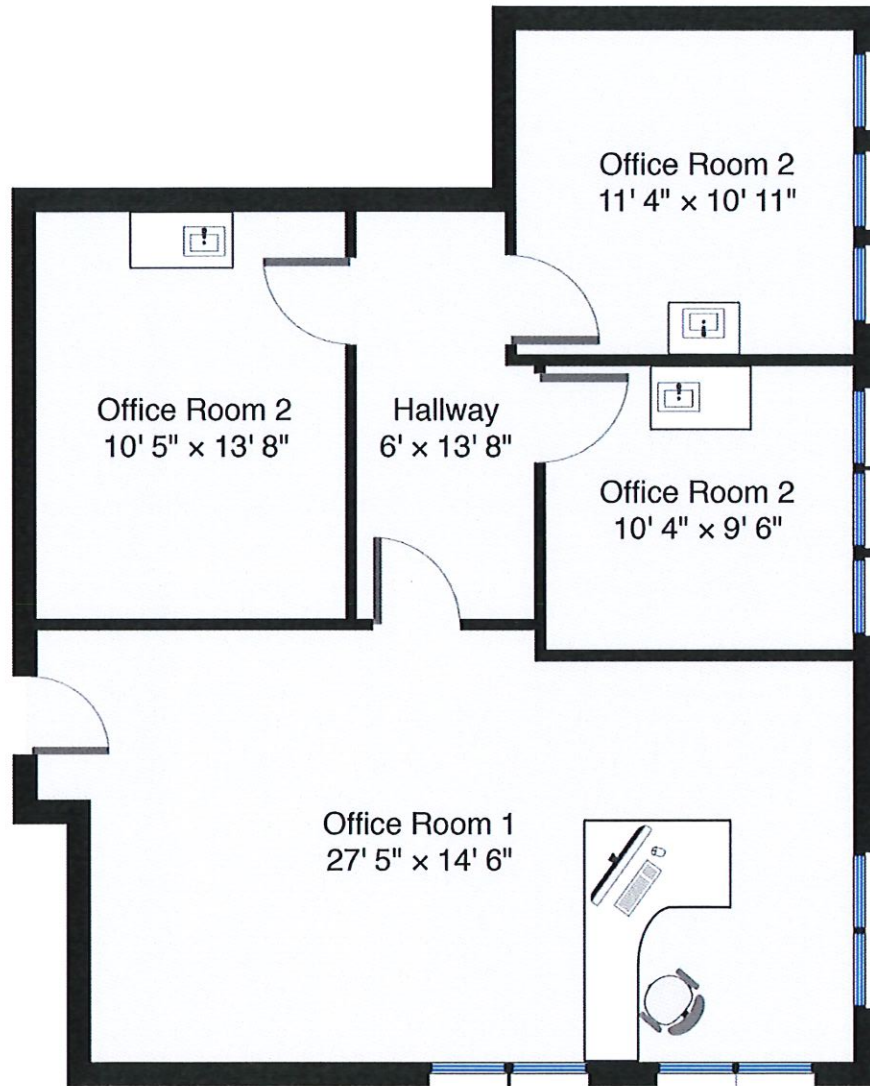 Office Room 2
11' 4" × 10' 11"
Office Room 2
10' 5" × 13' 8"
Hallway
6' × 13' 8"
Office Room 2
10' 4" × 9' 6"
Office Room 1
27' 5" × 14' 6"